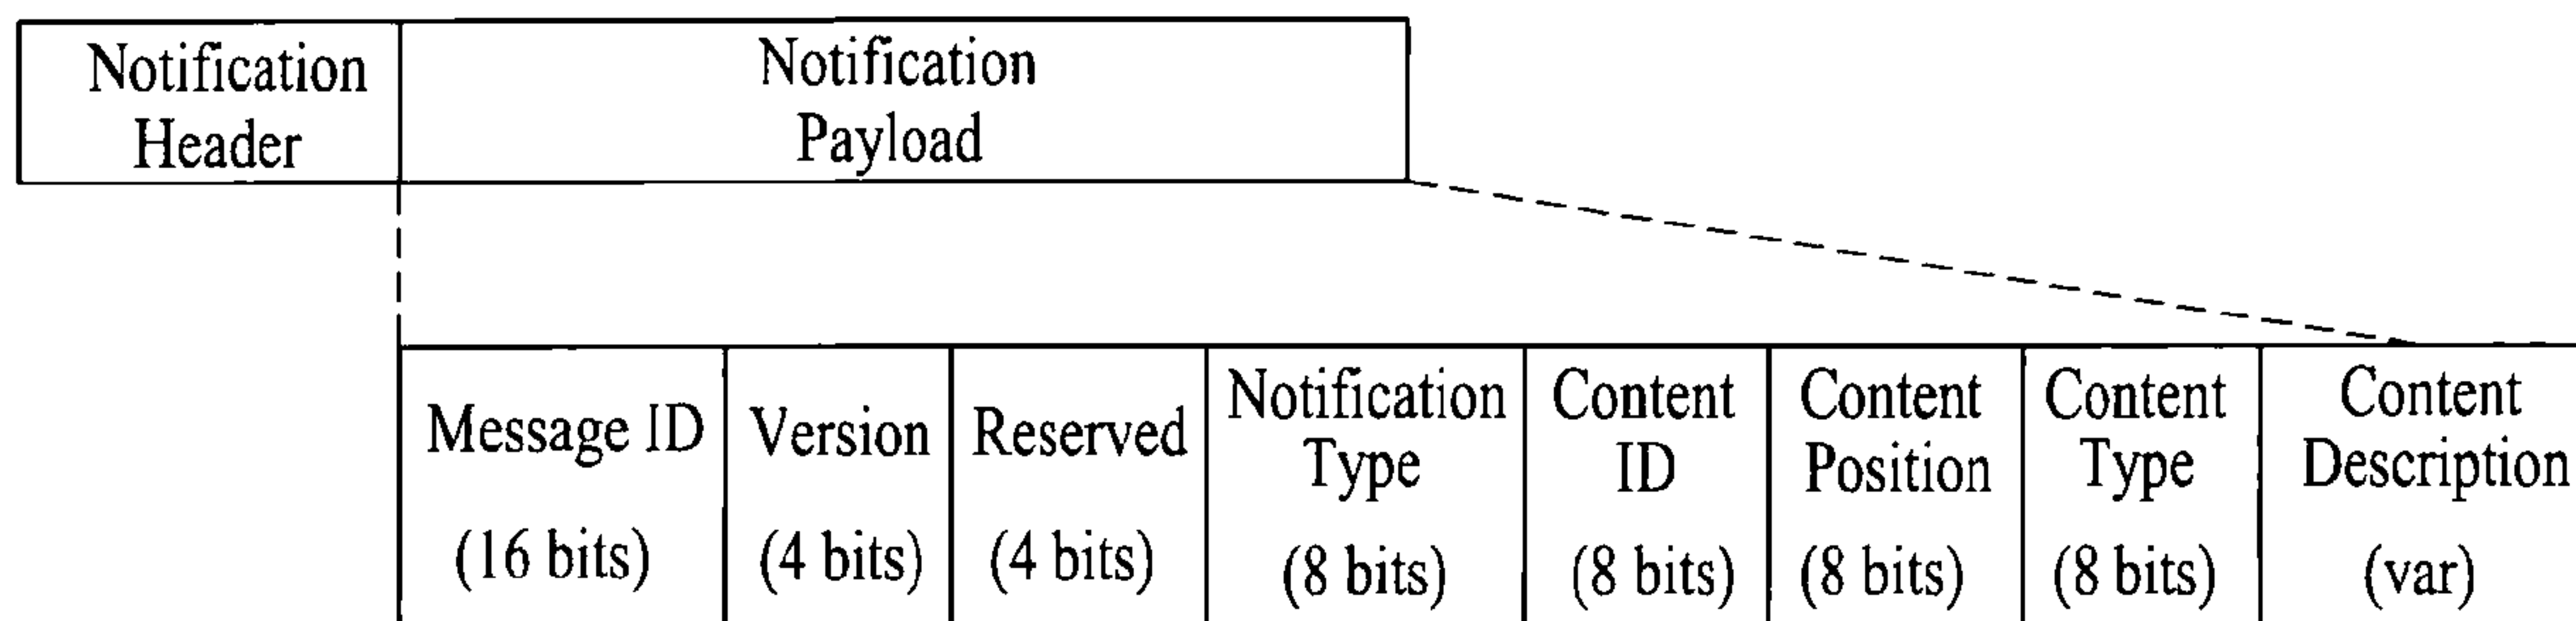 Notification
Header
Notification
Payload
Message ID
(16 bits)
Version
(4 bits)
Reserved
(4 bits)
Notification
Type
(8 bits)
Content
ID
(8 bits)
Content
Position
(8 bits)
Content
Type
(8 bits)
Content
Description
(var)